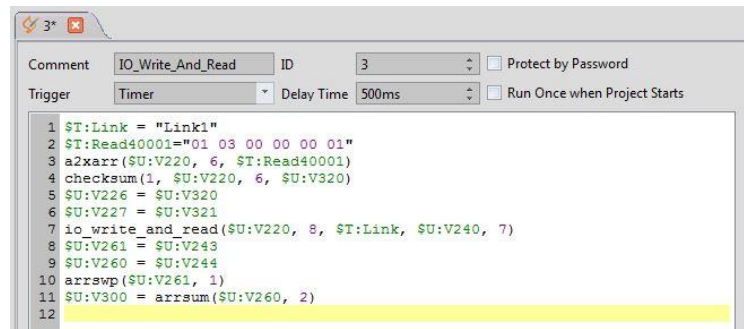 3*
Comment IO_Write_And_Read ID 3 Protect by Password
Trigger Timer Delay Time 500ms Run Once when Project Starts
1 $T:Link = "Link1"
2 $T:Read40001="01 03 00 00 00 01"
3 a2xarr($U:V220, 6, $T:Read40001)
4 checksum(1, $U:V220, 6, $U:V320)
5 $U:V226 = $U:V320
6 $U:V227 = $U:V321
7 io_write_and_read($U:V220, 8, $T:Link, $U:V240, 7)
8 $U:V261 = $U:V243
9 $U:V260 = $U:V244
10 arrswp($U:V261, 1)
11 $U:V300 = arrsum($U:V260, 2)
12